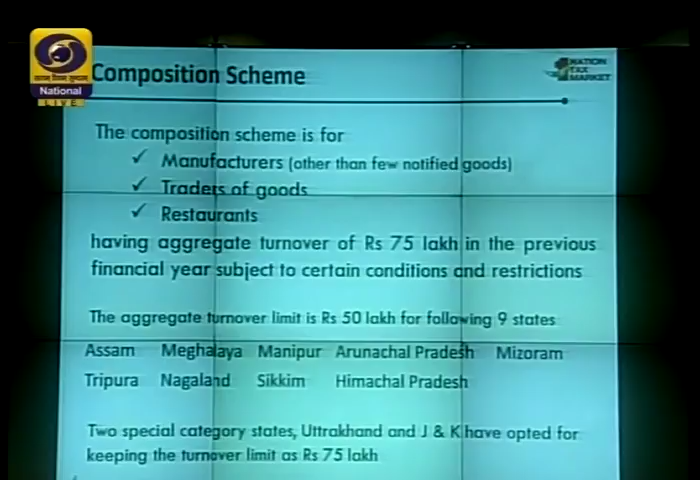 National
LIVE
Composition Scheme
NATION
TAX
MARKET
The composition scheme is for
✓ Manufacturers (other than few notified goods)
✓ Traders of goods
✓ Restaurants
having aggregate turnover of Rs 75 lakh in the previous
financial year subject to certain conditions and restrictions
The aggregate turnover limit is Rs 50 lakh for following 9 states
Assam Meghalaya Manipur Arunachal Pradesh Mizoram
Tripura Nagaland Sikkim Himachal Pradesh
Two special category states, Uttrakhand and J & K have opted for
keeping the turnover limit as Rs 75 lakh